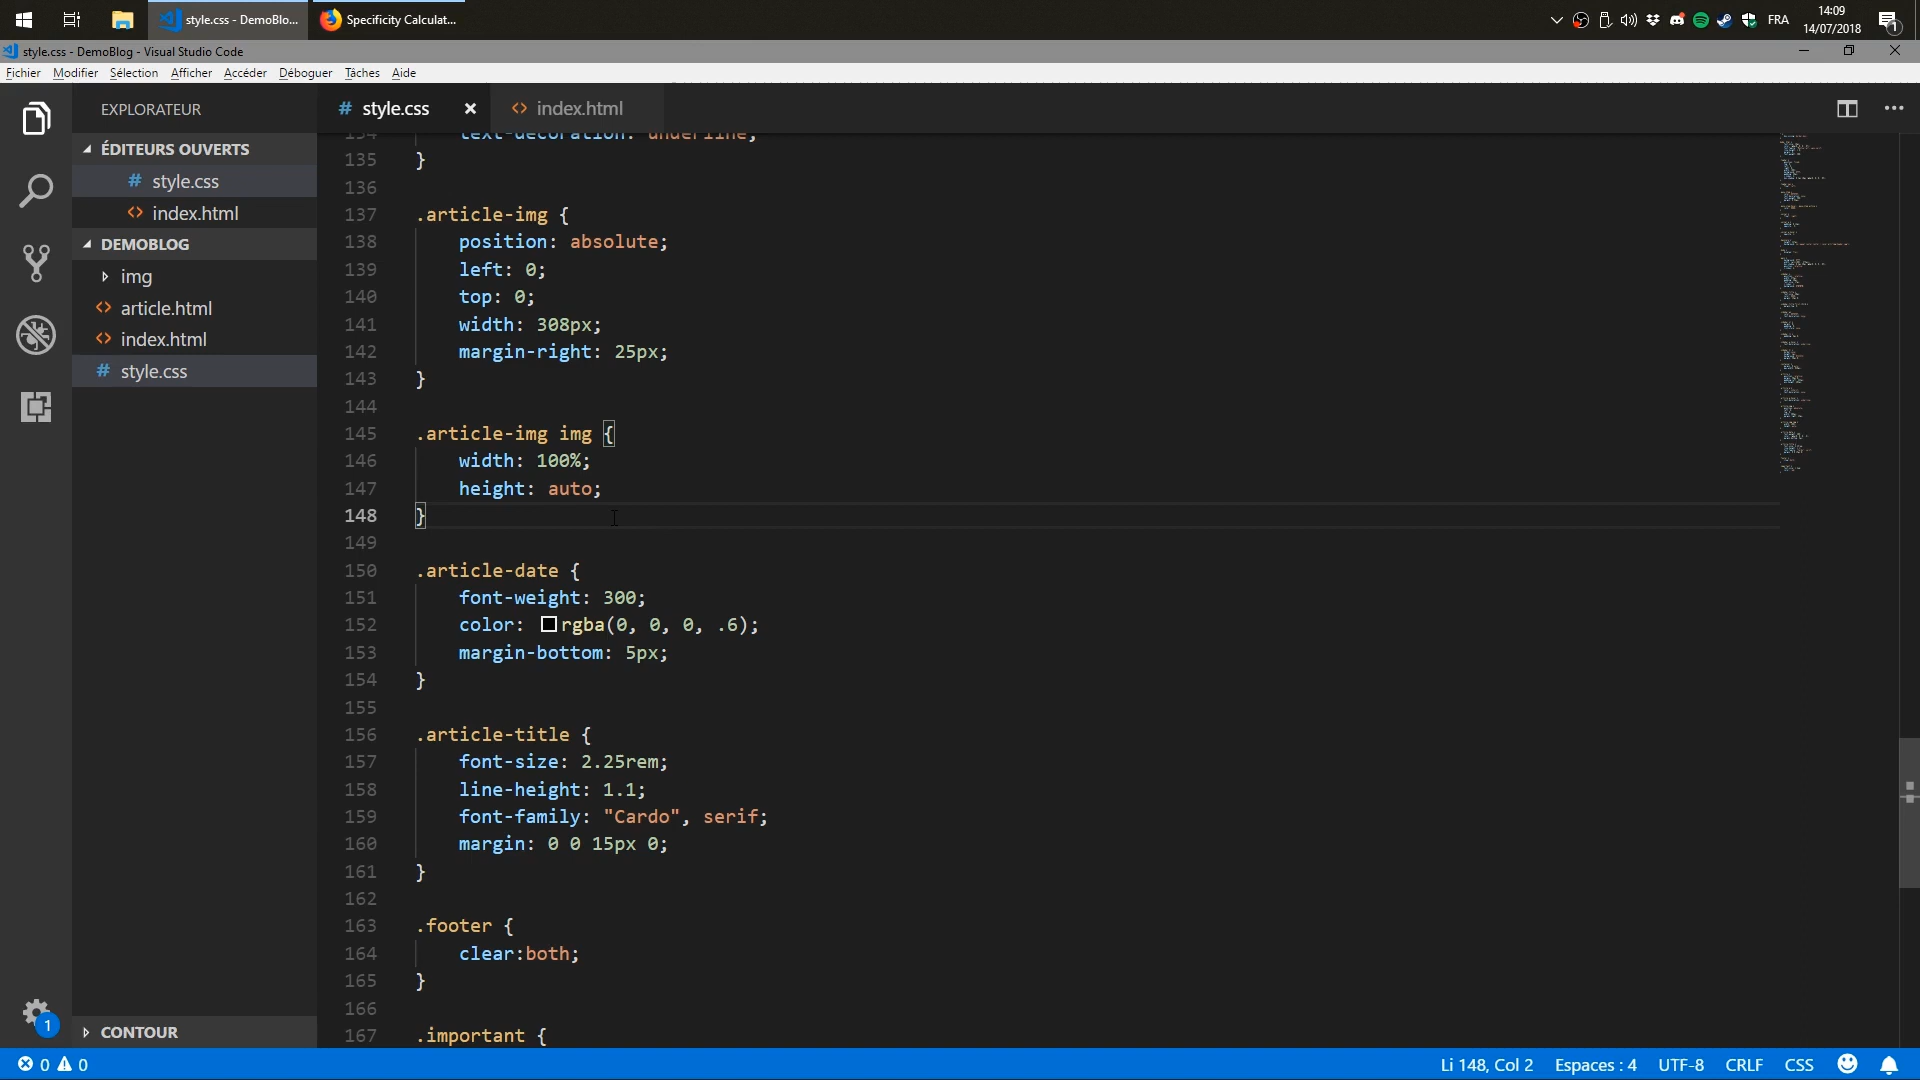 style.css - DemoBlo...
Specificity Calculat...
FRA
14:09
14/07/2018
1
style.css - DemoBlog - Visual Studio Code
Fichier Modifier Sélection Afficher Accéder Déboguer Tâches Aide
EXPLORATEUR
ÉDITEURS OUVERTS
# style.css
<> index.html
DEMOBLOG
img
<> article.html
<> index.html
# style.css
CONTOUR
1
# style.css
<> index.html
134 text-decoration: underline;
135 }
136
137 .article-img {
138 position: absolute;
139 left: 0;
140 top: 0;
141 width: 308px;
142 margin-right: 25px;
143 }
144
145 .article-img img {
146 width: 100%;
147 height: auto;
148 }
149
150 .article-date {
151 font-weight: 300;
152 color: rgba(0, 0, 0, .6);
153 margin-bottom: 5px;
154 }
155
156 .article-title {
157 font-size: 2.25rem;
158 line-height: 1.1;
159 font-family: "Cardo", serif;
160 margin: 0 0 15px 0;
161 }
162
163 .footer {
164 clear:both;
165 }
166
167 .important {
0 0
Li 148, Col 2 Espaces : 4 UTF-8 CRLF CSS